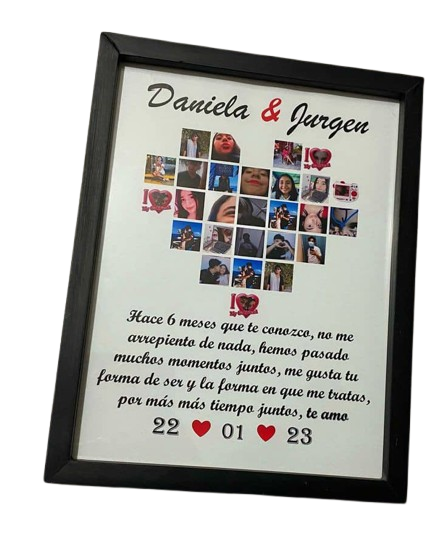 Daniela & Jurgen
Hace 6 meses que te conozco, no me
arrepiento de nada, hemos pasado
muchos momentos juntos, me gusta tu
forma de ser y la forma en que me tratas,
por más más tiempo juntos, te amo
22 ♥ 01 ♥ 23